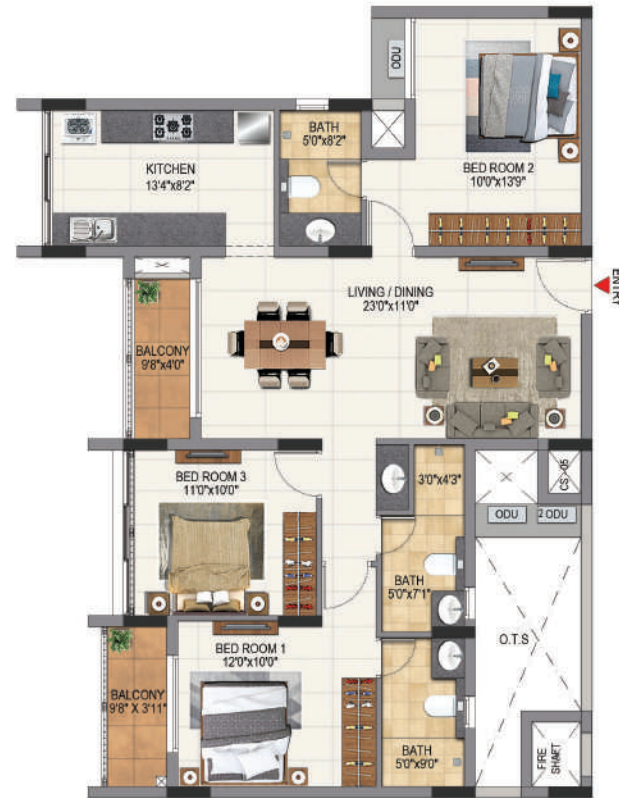 ODU
BATH
5'0"x8'2"
BED ROOM 2
10'0"x13'9"
KITCHEN
13'4"x8'2"
ENTRY
LIVING / DINING
23'0"x11'0"
BALCONY
9'8"x4'0"
BED ROOM 3
11'0"x10'0"
3'0"x4'3"
CS -05
ODU
2 ODU
BATH
5'0"x7'1"
O.T.S
BED ROOM 1
12'0"x10'0"
BALCONY
9'8" X 3'11"
BATH
5'0"x9'0"
FIRE
SHAFT